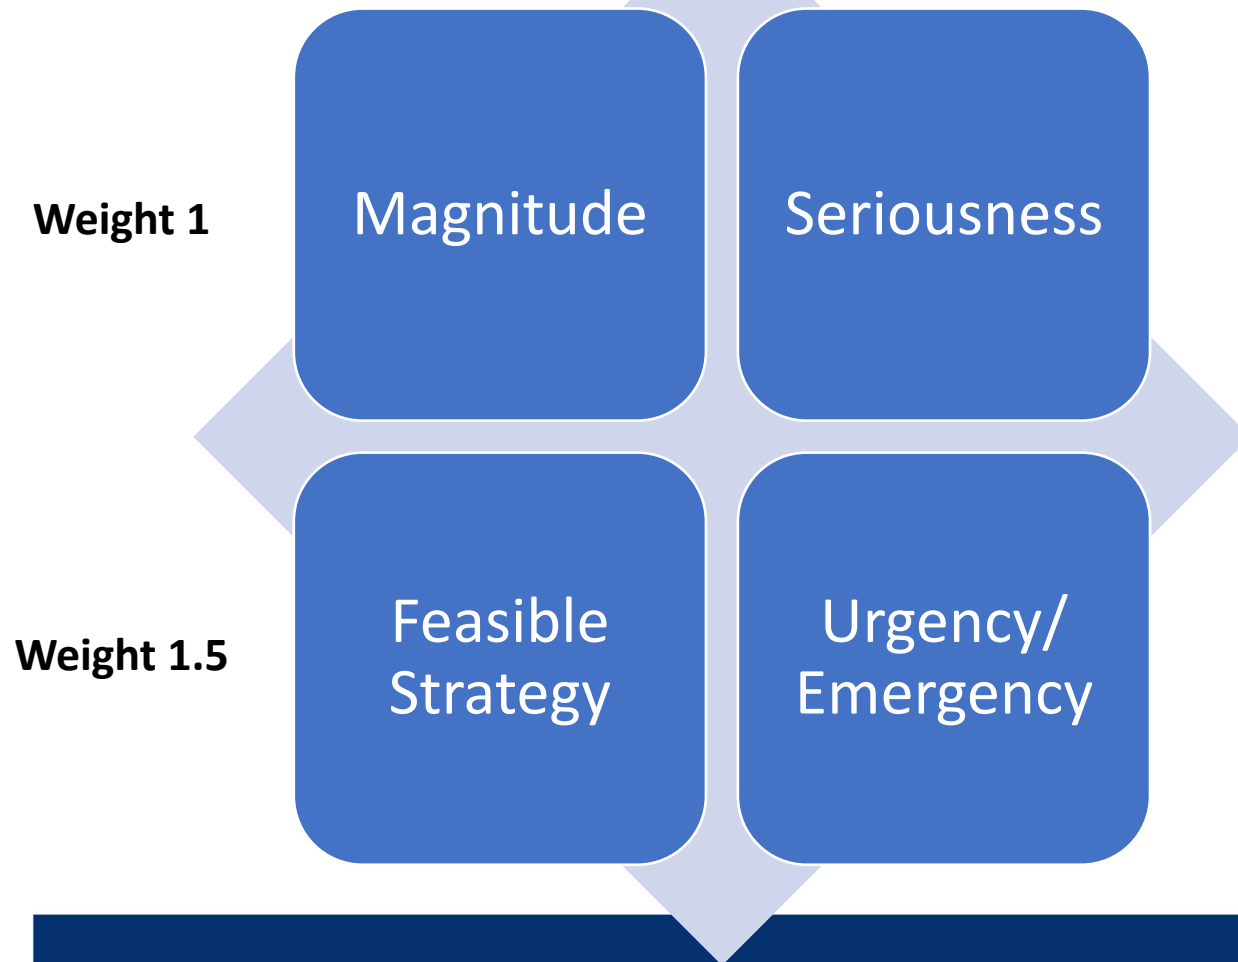 Weight 1
Magnitude
Seriousness
Weight 1.5
Feasible
Strategy
Urgency/
Emergency